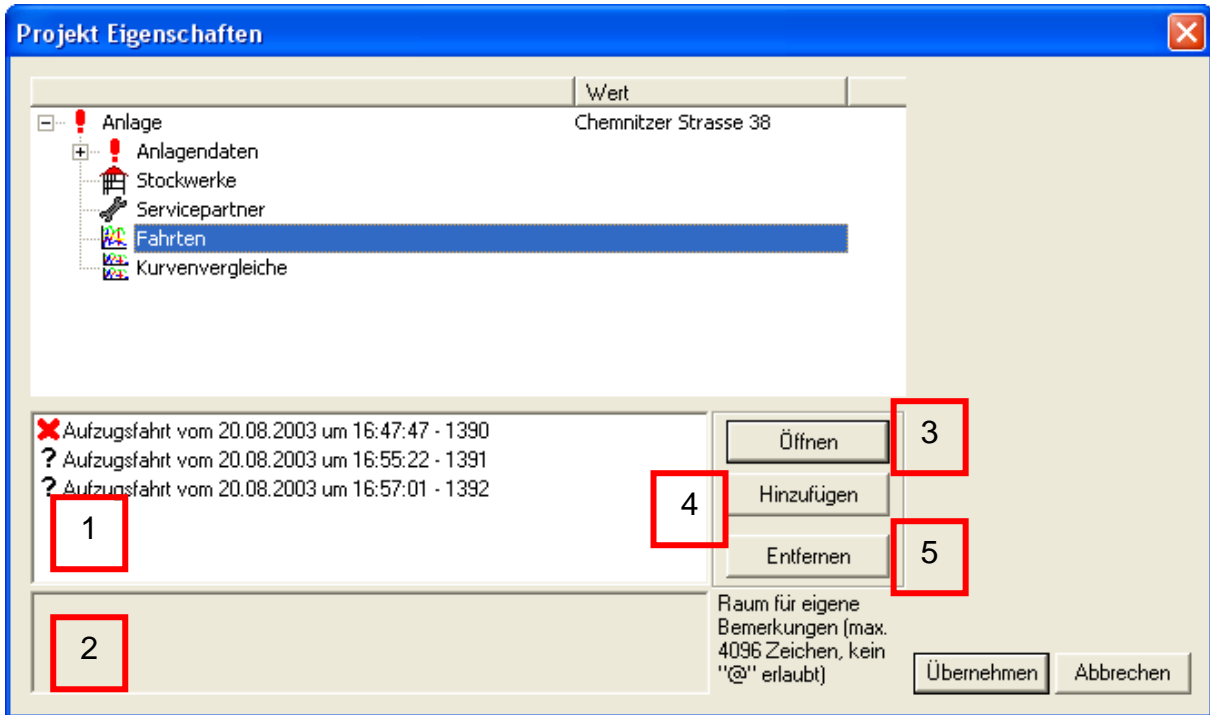 Projekt Eigenschaften
Wert
Anlage Chemnitzer Strasse 38
Anlagendaten
Stockwerke
Servicepartner
Fahrten
Kurvenvergleiche
Aufzugsfahrt vom 20.08.2003 um 16:47:47 - 1390
? Aufzugsfahrt vom 20.08.2003 um 16:55:22 - 1391
? Aufzugsfahrt vom 20.08.2003 um 16:57:01 - 1392
1
Öffnen
3
Hinzufügen
4
Entfernen
5
2
Raum für eigene
Bemerkungen (max.
4096 Zeichen, kein
"@" erlaubt)
Übernehmen
Abbrechen